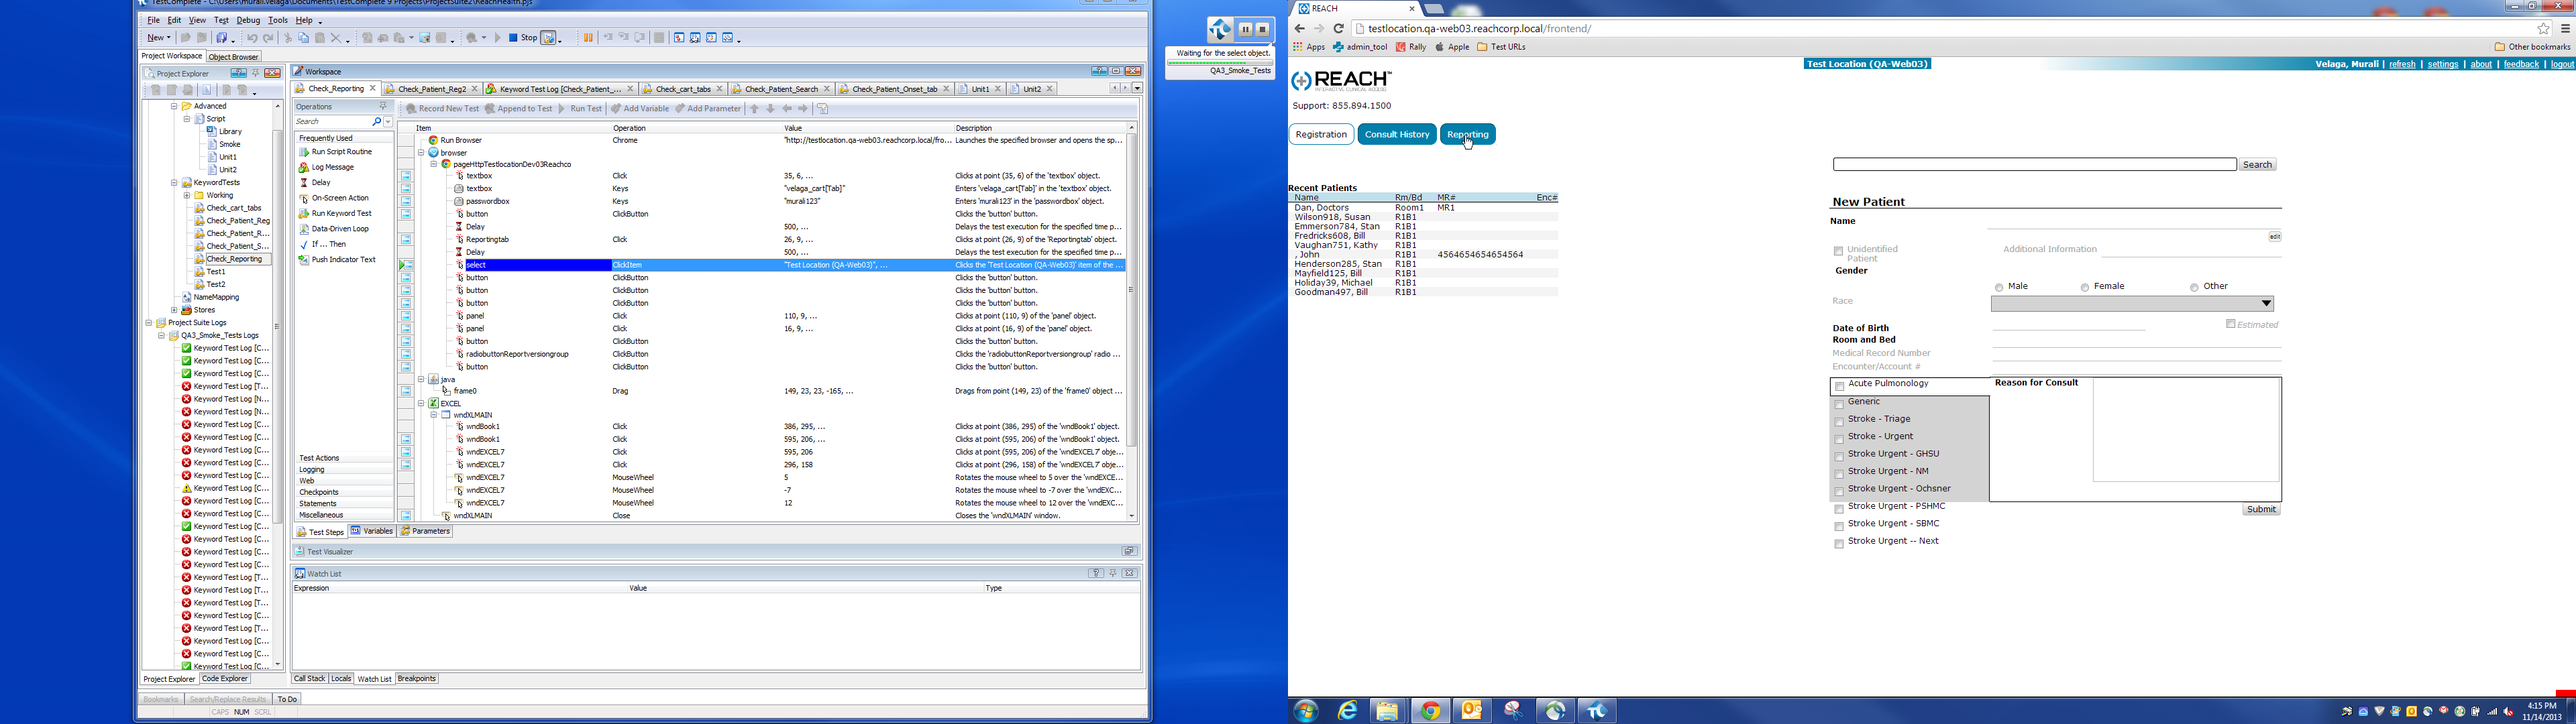 TestComplete 9 - C:\Users\murali.velaga\Documents\TestComplete 9 Projects\ProjectSuite2\ReachHealth.pjs
File Edit View Test Debug Tools Help
New Stop
Project Workspace Object Browser
Project Explorer
Advanced
Script
Library
Smoke
Unit1
Unit2
KeywordTests
Working
Check_cart_tabs
Check_Patient_Reg
Check_Patient_R...
Check_Patient_S...
Check_Reporting
Test1
Test2
NameMapping
Stores
Project Suite Logs
QA3_Smoke_Tests Logs
Keyword Test Log [C...
Keyword Test Log [C...
Keyword Test Log [C...
Keyword Test Log [T...
Keyword Test Log [N...
Keyword Test Log [N...
Keyword Test Log [C...
Keyword Test Log [C...
Keyword Test Log [C...
Keyword Test Log [C...
Keyword Test Log [C...
Keyword Test Log [C...
Keyword Test Log [C...
Keyword Test Log [C...
Keyword Test Log [C...
Keyword Test Log [C...
Keyword Test Log [C...
Keyword Test Log [C...
Keyword Test Log [T...
Keyword Test Log [T...
Keyword Test Log [T...
Keyword Test Log [C...
Keyword Test Log [T...
Keyword Test Log [C...
Keyword Test Log [C...
Keyword Test Log [C...
Project Explorer Code Explorer
Bookmarks Search/Replace Results To Do
CAPS NUM SCRL
Workspace
Check_Reporting Check_Patient_Reg2 Keyword Test Log [Check_Patient_... Check_cart_tabs Check_Patient_Search Check_Patient_Onset_tab Unit1 Unit2
Operations
Search
Frequently Used
Run Script Routine
Log Message
Delay
On-Screen Action
Run Keyword Test
Data-Driven Loop
If ... Then
Push Indicator Text
Test Actions
Logging
Web
Checkpoints
Statements
Miscellaneous
Record New Test Append to Test Run Test Add Variable Add Parameter
Item Operation Value Description
Run Browser Chrome "http://testlocation.qa-web03.reachcorp.local/fro... Launches the specified browser and opens the sp...
browser
pageHttpTestlocationDev03Reachco
textbox Click 35, 6, ... Clicks at point (35, 6) of the 'textbox' object.
textbox Keys "velaga_cart[Tab]" Enters 'velaga_cart[Tab]' in the 'textbox' object.
passwordbox Keys "murali123" Enters 'murali123' in the 'passwordbox' object.
button ClickButton Clicks the 'button' button.
Delay 500, ... Delays the test execution for the specified time p...
Reportingtab Click 26, 9, ... Clicks at point (26, 9) of the 'Reportingtab' object.
Delay 500, ... Delays the test execution for the specified time p...
select ClickItem "Test Location (QA-Web03)", ... Clicks the 'Test Location (QA-Web03)' item of the ...
button ClickButton Clicks the 'button' button.
button ClickButton Clicks the 'button' button.
button ClickButton Clicks the 'button' button.
panel Click 110, 9, ... Clicks at point (110, 9) of the 'panel' object.
panel Click 16, 9, ... Clicks at point (16, 9) of the 'panel' object.
button ClickButton Clicks the 'button' button.
radiobuttonReportversiongroup ClickButton Clicks the 'radiobuttonReportversiongroup' radio ...
button ClickButton Clicks the 'button' button.
java
frame0 Drag 149, 23, 23, -165, ... Drags from point (149, 23) of the 'frame0' object ...
EXCEL
wndXLMAIN
wndBook1 Click 386, 295, ... Clicks at point (386, 295) of the 'wndBook1' object.
wndBook1 Click 595, 206, ... Clicks at point (595, 206) of the 'wndBook1' object.
wndEXCEL7 Click 595, 206 Clicks at point (595, 206) of the 'wndEXCEL7' obje...
wndEXCEL7 Click 296, 158 Clicks at point (296, 158) of the 'wndEXCEL7' obje...
wndEXCEL7 MouseWheel 5 Rotates the mouse wheel to 5 over the 'wndEXCE...
wndEXCEL7 MouseWheel -7 Rotates the mouse wheel to -7 over the 'wndEXC...
wndEXCEL7 MouseWheel 12 Rotates the mouse wheel to 12 over the 'wndEXC...
wndXLMAIN Close Closes the 'wndXLMAIN' window.
Test Steps Variables Parameters
Test Visualizer
Watch List
Expression Value Type
Call Stack Locals Watch List Breakpoints
Waiting for the select object.
QA3_Smoke_Tests
REACH
testlocation.qa-web03.reachcorp.local/frontend/
Apps admin_tool Rally Apple Test URLs Other bookmarks
Test Location (QA-Web03) Velaga, Murali | refresh | settings | about | feedback | logout
REACH™
INTERACTIVE CLINICAL ACCESS
Support: 855.894.1500
Registration Consult History Reporting
Search
Recent Patients
Name Rm/Bd MR# Enc#
Dan, Doctors Room1 MR1
Wilson918, Susan R1B1
Emmerson784, Stan R1B1
Fredricks608, Bill R1B1
Vaughan751, Kathy R1B1
, John R1B1 4564654654654564
Henderson285, Stan R1B1
Mayfield125, Bill R1B1
Holiday39, Michael R1B1
Goodman497, Bill R1B1
New Patient
Name
edit
Unidentified Patient Additional Information
Gender
Male Female Other
Race
Date of Birth Estimated
Room and Bed
Medical Record Number
Encounter/Account #
Acute Pulmonology
Generic
Stroke - Triage
Stroke - Urgent
Stroke Urgent - GHSU
Stroke Urgent - NM
Stroke Urgent - Ochsner
Stroke Urgent - PSHMC
Stroke Urgent - SBMC
Stroke Urgent -- Next
Reason for Consult
Submit
4:15 PM
11/14/2013